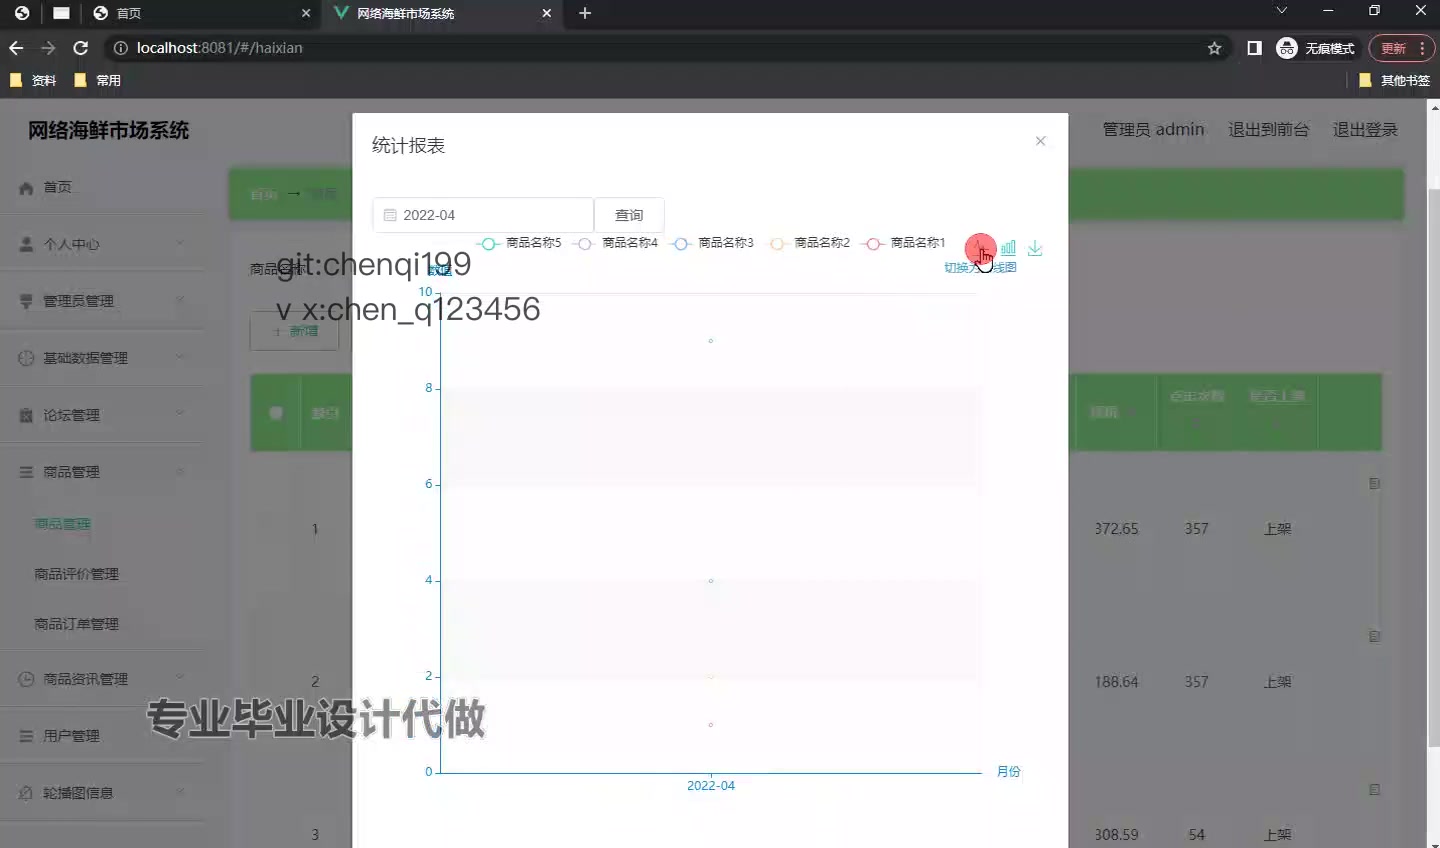 首页
网络海鲜市场系统
localhost:8081/#/haixian
无痕模式
更新
资料
常用
其他书签
网络海鲜市场系统
管理员 admin
退出到前台
退出登录
统计报表
首页
首页
→
2022-04
查询
个人中心
商品名称5
商品名称4
商品名称3
商品名称2
商品名称1
git:chenqi199
商品名称
数值
v x:chen_q123456
管理员管理
+ 新增
基础数据管理
论坛管理
点击次数
是否上架
商品管理
商品管理
商品评价管理
商品订单管理
商品资讯管理
用户管理
轮播图信息
专业毕业设计代做
10
8
6
4
2
0
2022-04
月份
1
372.65
357
上架
2
188.64
357
上架
3
308.59
54
上架